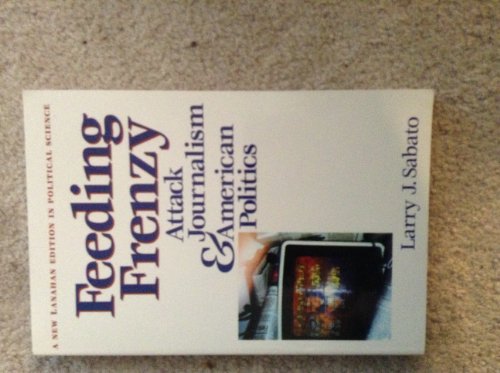 A NEW LANAHAN EDITION IN POLITICAL SCIENCE
Feeding
Frenzy
Attack
Journalism
&American
Politics
Larry J. Sabato